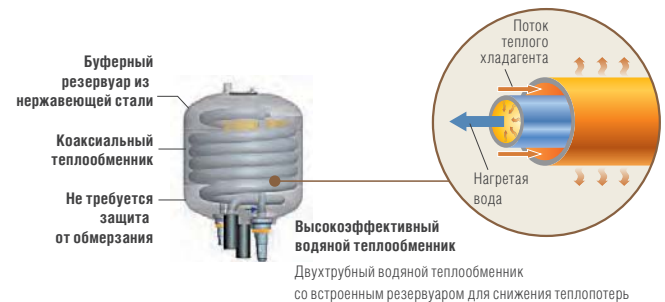 Буферный
резервуар из
нержавеющей стали
Коаксиальный
теплообменник
Не требуется
защита
от обмерзания
Поток
теплого
хладагента
Нагретая
вода
Высокоэффективный
водяной теплообменник
Двухтрубный водяной теплообменник
со встроенным резервуаром для снижения теплопотерь